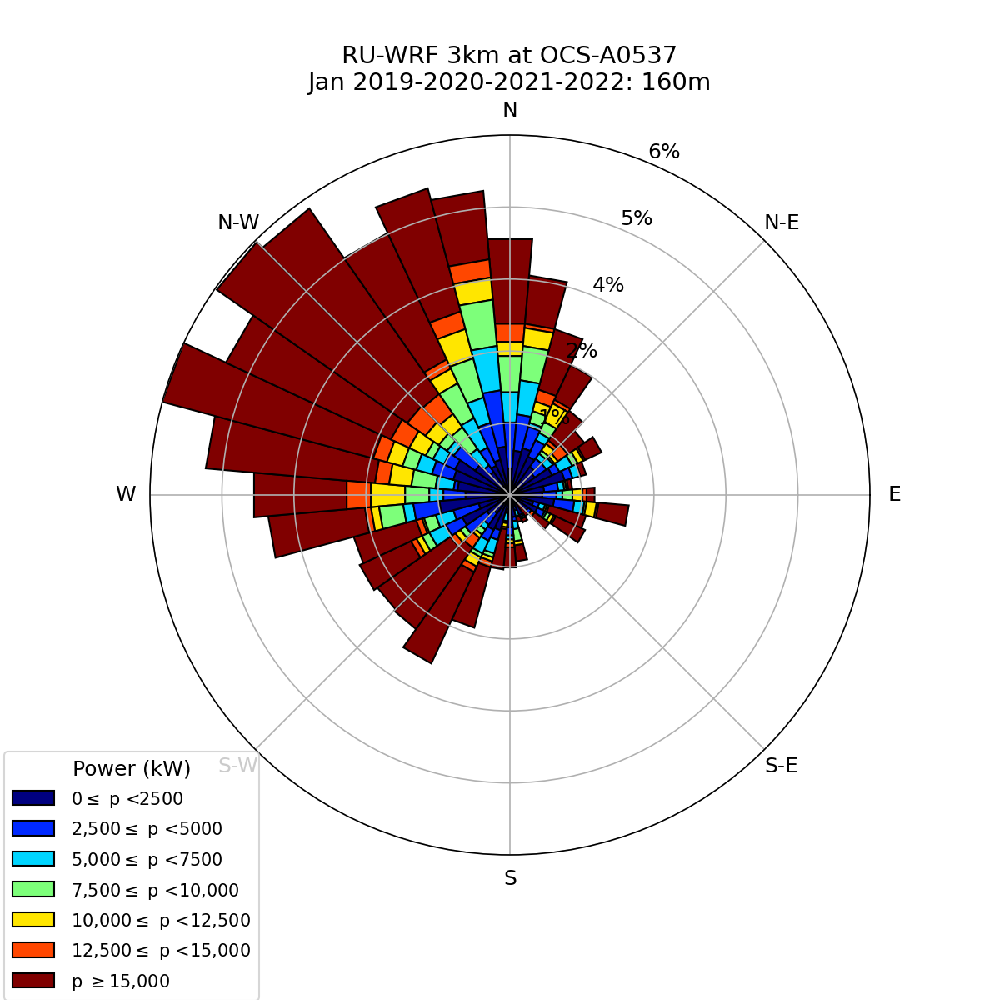 RU-WRF 3km at OCS-A0537
Jan 2019-2020-2021-2022: 160m
N
6%
5%
N-W
N-E
4%
2%
1%
W
E
S-W
S-E
S
Power (kW)
0≤ p <2500
2,500≤ p <5000
5,000≤ p <7500
7,500≤ p <10,000
10,000≤ p <12,500
12,500≤ p <15,000
p ≥15,000